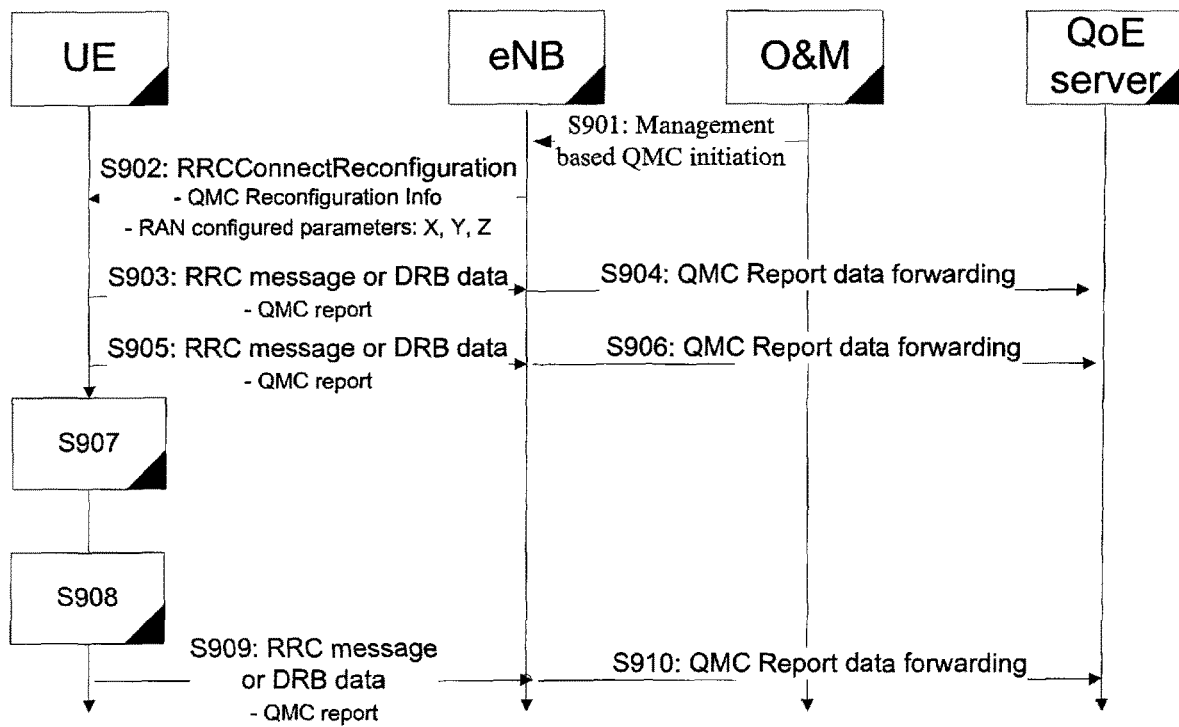 UE
eNB
O&M
QoE
server
S901: Management
based QMC initiation
S902: RRCConnectReconfiguration
- QMC Reconfiguration Info
- RAN configured parameters: X, Y, Z
S903: RRC message or DRB data
- QMC report
S904: QMC Report data forwarding
S905: RRC message or DRB data
- QMC report
S906: QMC Report data forwarding
S907
S908
S909: RRC message
or DRB data
- QMC report
S910: QMC Report data forwarding